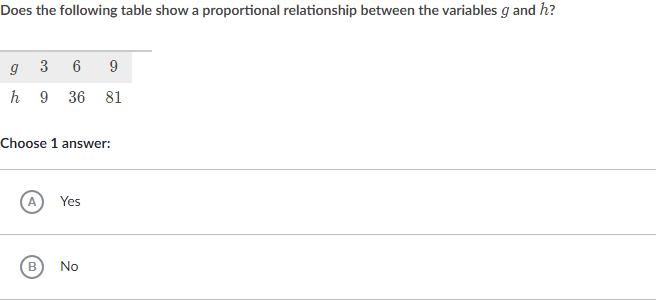 Does the following table show a proportional relationship between the variables g and h?
g 3 6 9
h 9 36 81
Choose 1 answer:
A Yes
B No